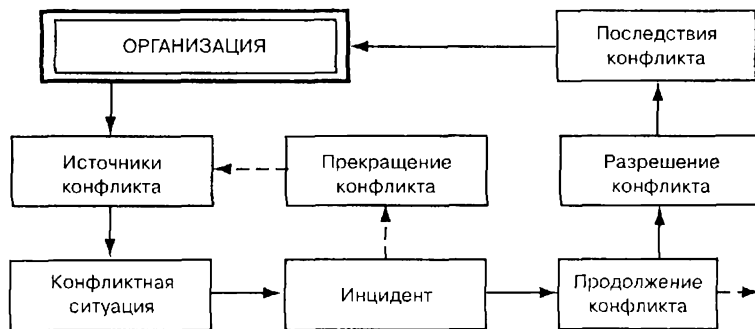 ОРГАНИЗАЦИЯ
Последствия
конфликта
Источники
конфликта
Прекращение
конфликта
Разрешение
конфликта
Конфликтная
ситуация
Инцидент
Продолжение
конфликта